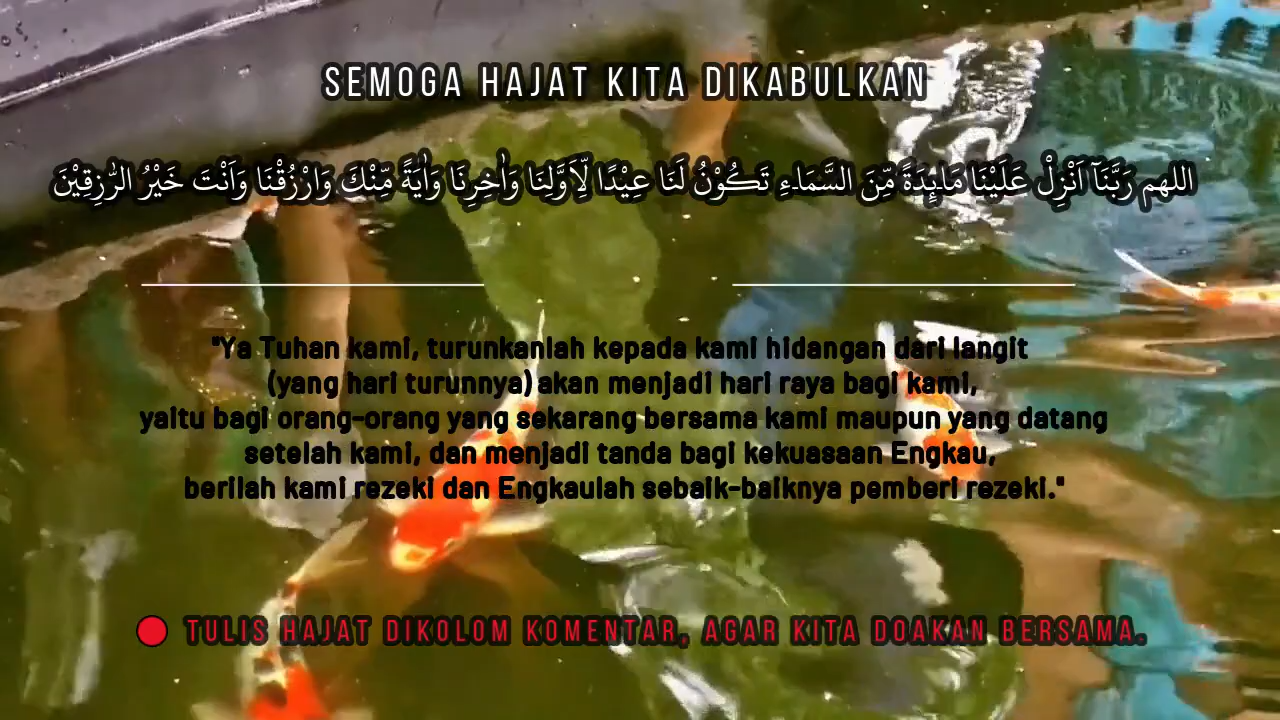 SEMOGA HAJAT KITA DIKABULKAN
اللهم رَبَّنَآ اَنْزِلْ عَلَيْنَا مَاۤىِٕدَةً مِّنَ السَّمَاۤءِ تَكُوْنُ لَنَا عِيْدًا لِّاَوَّلِنَا وَاٰخِرِنَا وَاٰيَةً مِّنْكَ وَارْزُقْنَا وَاَنْتَ خَيْرُ الرّٰزِقِيْنَ
"Ya Tuhan kami, turunkanlah kepada kami hidangan dari langit
(yang hari turunnya) akan menjadi hari raya bagi kami,
yaitu bagi orang-orang yang sekarang bersama kami maupun yang datang
setelah kami, dan menjadi tanda bagi kekuasaan Engkau,
berilah kami rezeki dan Engkaulah sebaik-baiknya pemberi rezeki."
TULIS HAJAT DIKOLOM KOMENTAR, AGAR KITA DOAKAN BERSAMA.